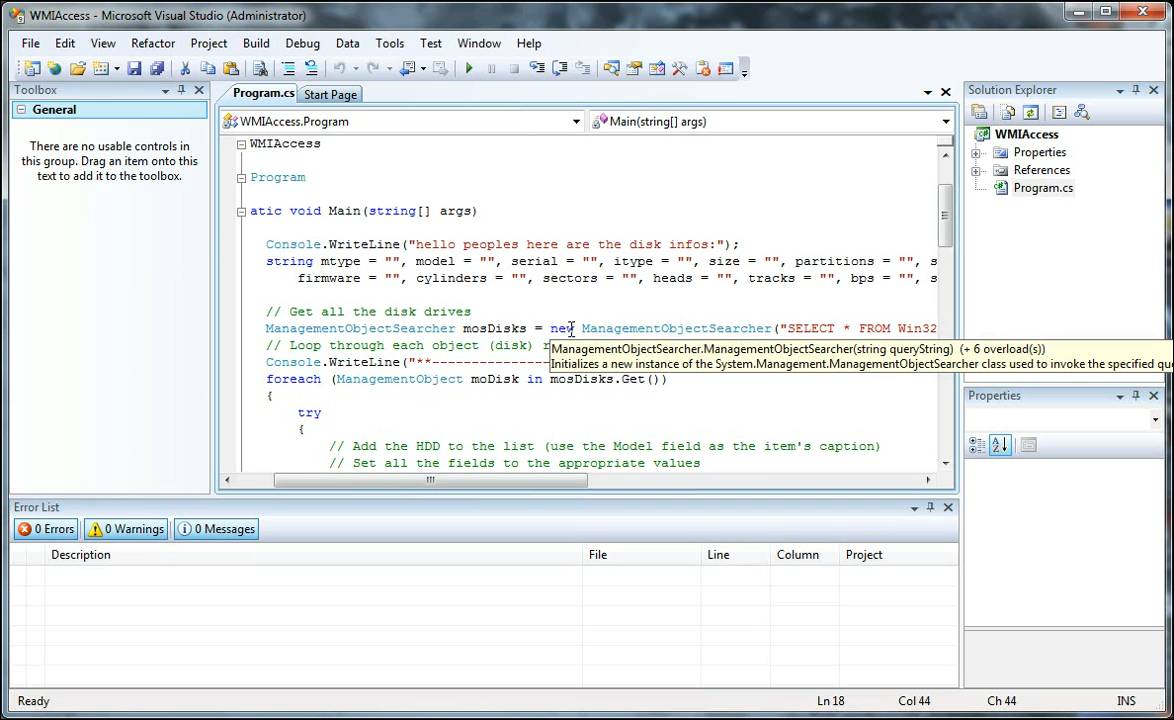 WMIAccess - Microsoft Visual Studio (Administrator)
File Edit View Refactor Project Build Debug Data Tools Test Window Help
Toolbox
General
There are no usable controls in
this group. Drag an item onto this
text to add it to the toolbox.
Program.cs Start Page
WMIAccess.Program Main(string[] args)
WMIAccess
Program
atic void Main(string[] args)
Console.WriteLine("hello peoples here are the disk infos:");
string mtype = "", model = "", serial = "", itype = "", size = "", partitions = "", s
firmware = "", cylinders = "", sectors = "", heads = "", tracks = "", bps = "", s
// Get all the disk drives
ManagementObjectSearcher mosDisks = new ManagementObjectSearcher("SELECT * FROM Win32
// Loop through each object (disk) r
ManagementObjectSearcher.ManagementObjectSearcher(string queryString) (+ 6 overload(s))
Initializes a new instance of the System.Management.ManagementObjectSearcher class used to invoke the specified que
Console.WriteLine("**---------------
foreach (ManagementObject moDisk in mosDisks.Get())
{
try
{
// Add the HDD to the list (use the Model field as the item's caption)
// Set all the fields to the appropriate values
Solution Explorer
WMIAccess
Properties
References
Program.cs
Properties
Error List
0 Errors 0 Warnings 0 Messages
Description File Line Column Project
Ready Ln 18 Col 44 Ch 44 INS